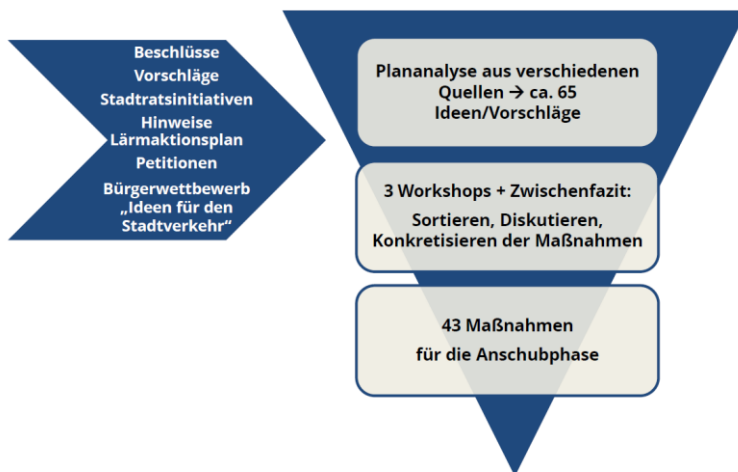 Beschlüsse
Vorschläge
Stadtratsinitiativen
Hinweise
Lärmaktionsplan
Petitionen
Bürgerwettbewerb
„Ideen für den
Stadtverkehr“
Plananalyse aus verschiedenen
Quellen → ca. 65
Ideen/Vorschläge
3 Workshops + Zwischenfazit:
Sortieren, Diskutieren,
Konkretisieren der Maßnahmen
43 Maßnahmen
für die Anschubphase